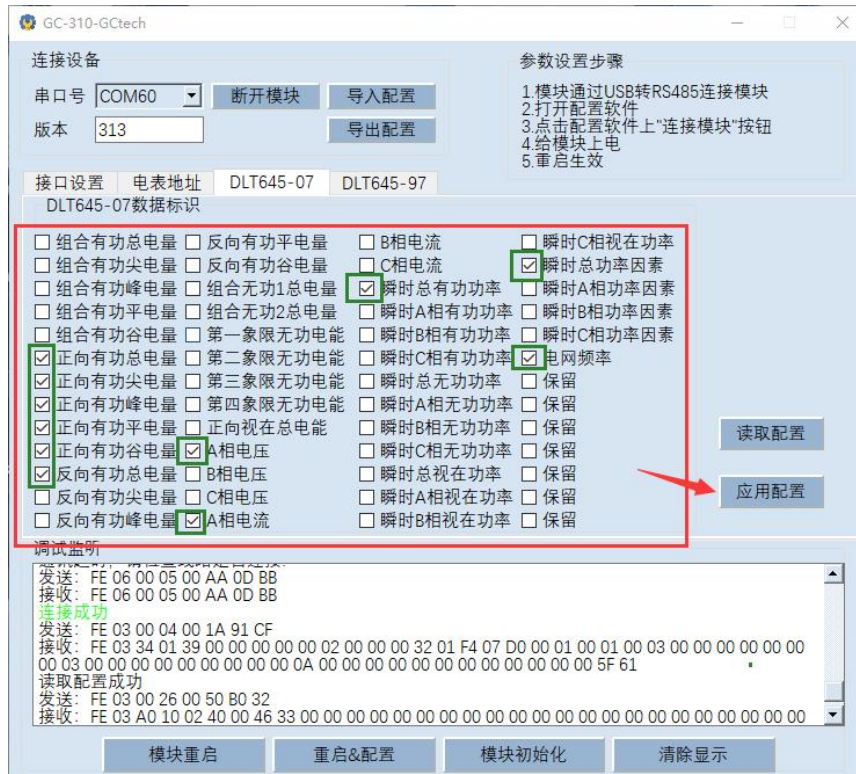 GC-310-GCtech
连接设备
串口号 COM60 断开模块 导入配置
版本 313 导出配置
参数设置步骤
1.模块通过USB转RS485连接模块
2.打开配置软件
3.点击配置软件上"连接模块"按钮
4.给模块上电
5.重启生效
接口设置 电表地址 DLT645-07 DLT645-97
DLT645-07数据标识
组合有功总电量 反向有功平电量 B相电流 瞬时C相视在功率
组合有功尖电量 反向有功谷电量 C相电流 瞬时总功率因素
组合有功峰电量 组合无功1总电量 瞬时总有功功率 瞬时A相功率因素
组合有功平电量 组合无功2总电量 瞬时A相有功功率 瞬时B相功率因素
组合有功谷电量 第一象限无功电能 瞬时B相有功功率 瞬时C相功率因素
正向有功总电量 第二象限无功电能 瞬时C相有功功率 电网频率
正向有功尖电量 第三象限无功电能 瞬时总无功功率 保留
正向有功峰电量 第四象限无功电能 瞬时A相无功功率 保留
正向有功平电量 正向视在总电能 瞬时B相无功功率 保留
正向有功谷电量 A相电压 瞬时C相无功功率 保留
反向有功总电量 B相电压 瞬时总视在功率 保留
反向有功尖电量 C相电压 瞬时A相视在功率 保留
反向有功峰电量 A相电流 瞬时B相视在功率 保留
读取配置
应用配置
调试监听
发送: FE 06 00 05 00 AA 0D BB
接收: FE 06 00 05 00 AA 0D BB
连接成功
发送: FE 03 00 04 00 1A 91 CF
接收: FE 03 34 01 39 00 00 00 00 00 00 02 00 00 00 32 01 F4 07 D0 00 01 00 01 00 03 00 00 00 00 00 00
00 03 00 00 00 00 00 00 00 00 00 0A 00 00 00 00 00 00 00 00 00 00 00 00 00 5F 61
读取配置成功
发送: FE 03 00 26 00 50 B0 32
接收: FE 03 A0 10 02 40 00 46 33 00 00 00 00 00 00 00 00 00 00 00 00 00 00 00 00 00 00 00 00 00 00
模块重启 重启&配置 模块初始化 清除显示